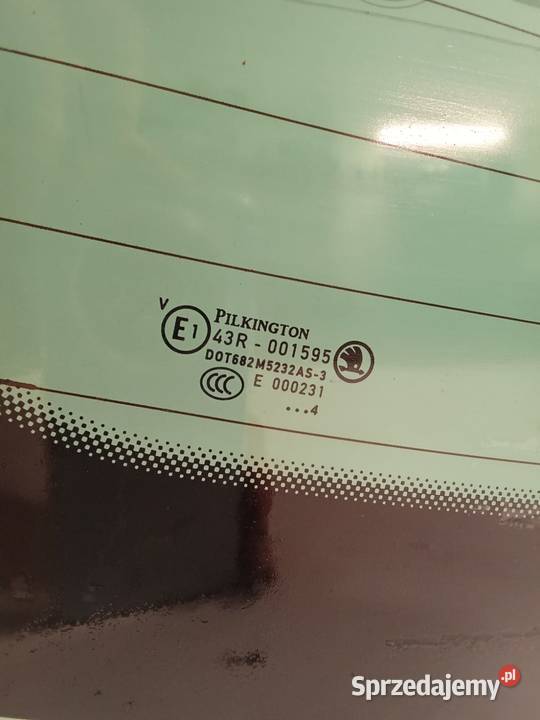 V
PILKINGTON
E1 43R - 001595
DOT682M5232AS-3
CCC E 000231
...4
Sprzedajemy.pl